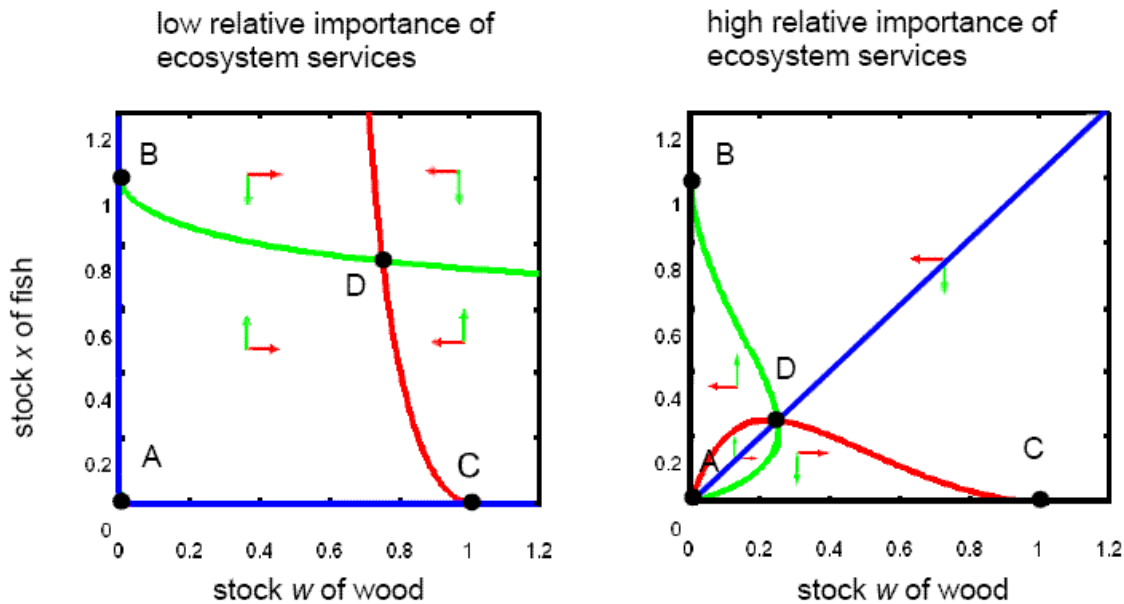 low relative importance of
ecosystem services
high relative importance of
ecosystem services
stock x of fish
1.2
1
0.8
0.6
0.4
0.2
0
B
D
A
C
0
0.2
0.4
0.6
0.8
1
1.2
stock w of wood
1.2
1
0.8
0.6
0.4
0.2
0
B
D
A
C
0
0.2
0.4
0.6
0.8
1
1.2
stock w of wood